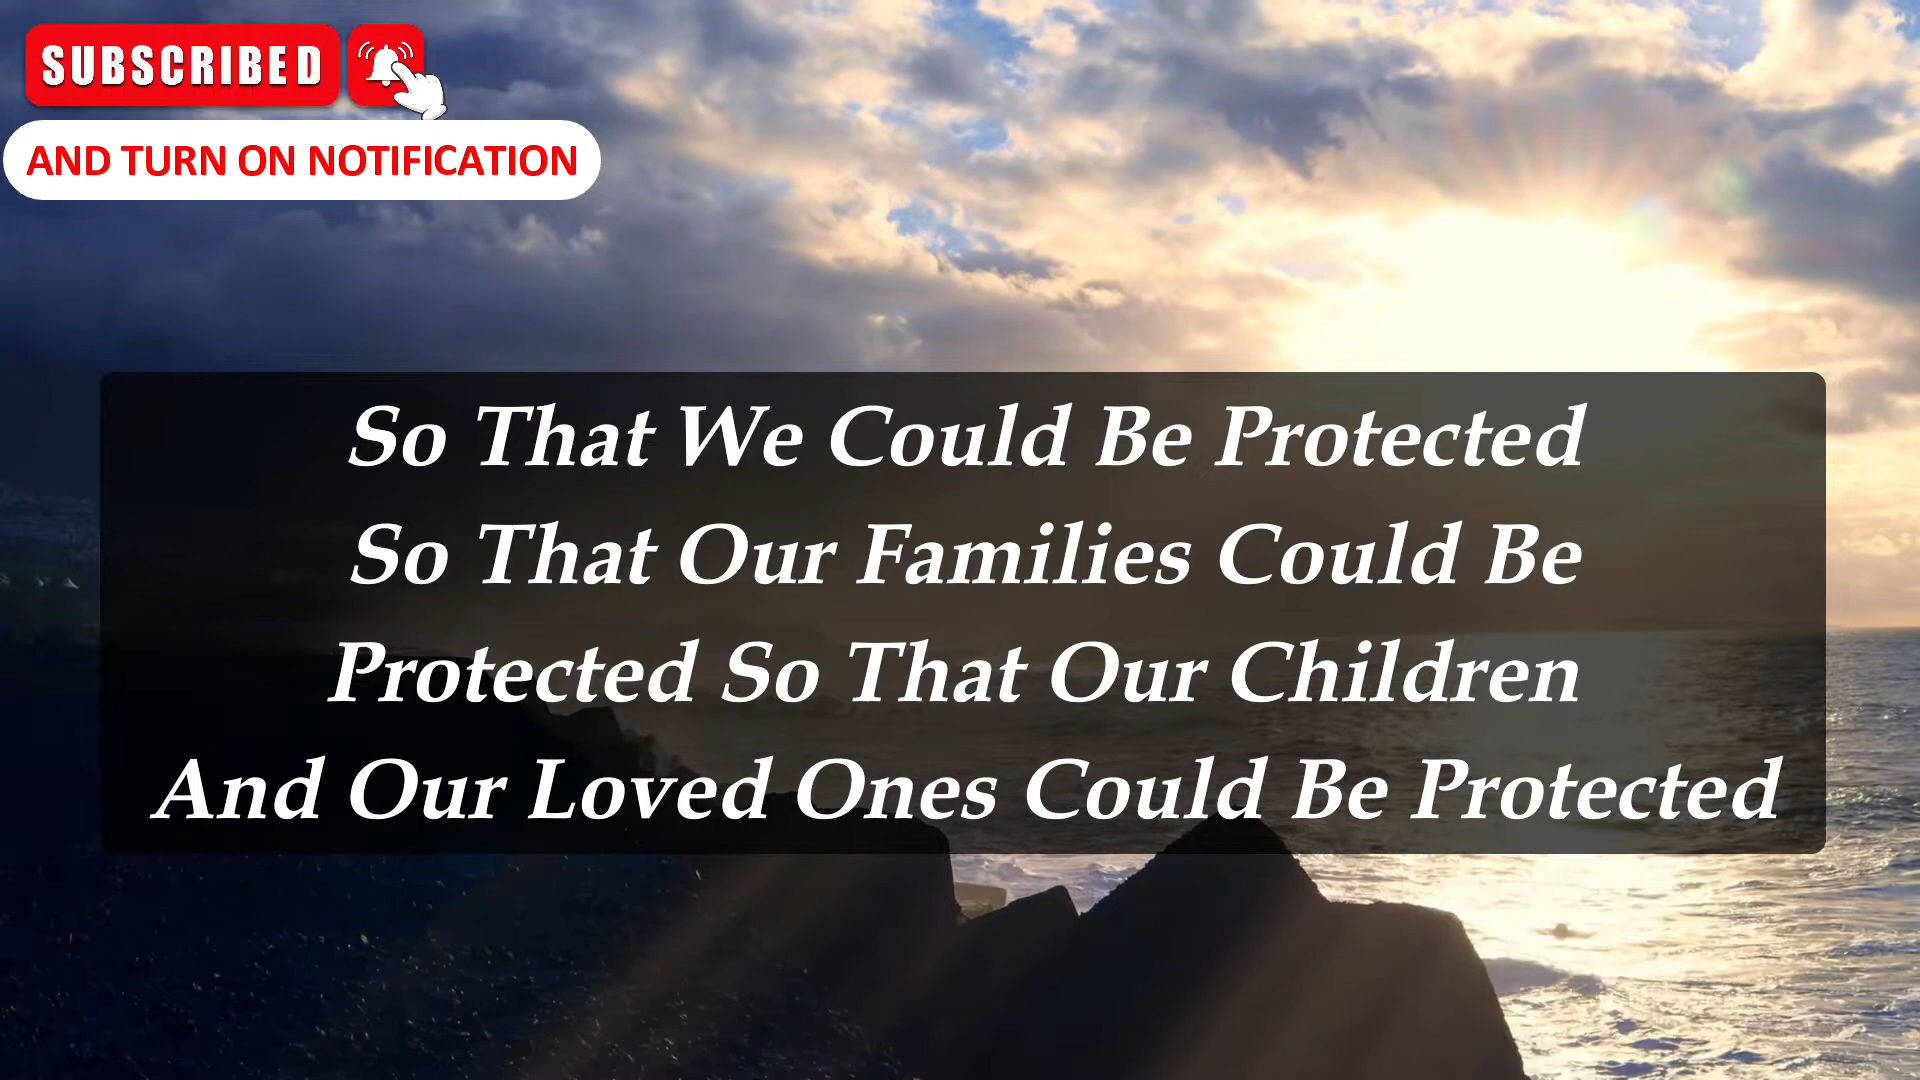 SUBSCRIBED
AND TURN ON NOTIFICATION
So That We Could Be Protected
So That Our Families Could Be
Protected So That Our Children
And Our Loved Ones Could Be Protected